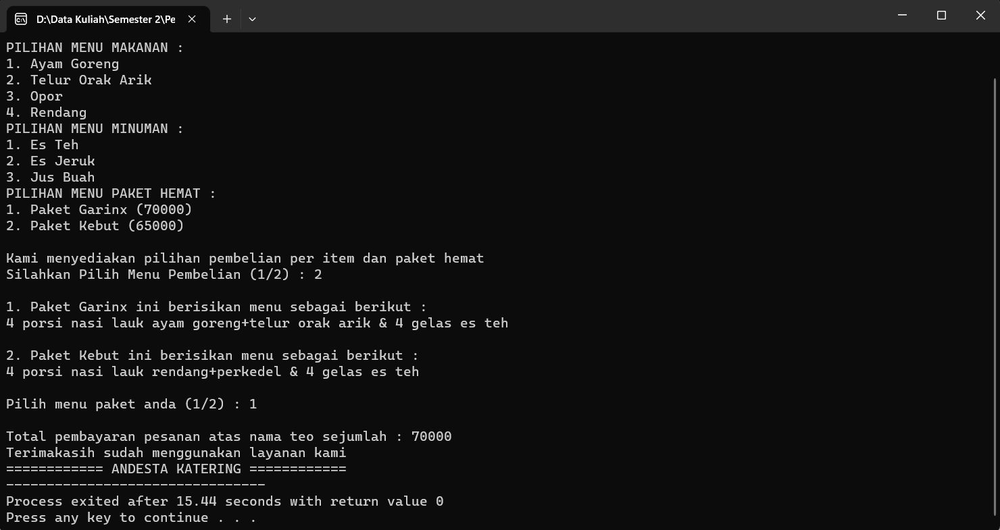 D:\Data Kuliah\Semester 2\Pe
PILIHAN MENU MAKANAN :
1. Ayam Goreng
2. Telur Orak Arik
3. Opor
4. Rendang
PILIHAN MENU MINUMAN :
1. Es Teh
2. Es Jeruk
3. Jus Buah
PILIHAN MENU PAKET HEMAT :
1. Paket Garinx (70000)
2. Paket Kebut (65000)
Kami menyediakan pilihan pembelian per item dan paket hemat
Silahkan Pilih Menu Pembelian (1/2) : 2
1. Paket Garinx ini berisikan menu sebagai berikut :
4 porsi nasi lauk ayam goreng+telur orak arik & 4 gelas es teh
2. Paket Kebut ini berisikan menu sebagai berikut :
4 porsi nasi lauk rendang+perkedel & 4 gelas es teh
Pilih menu paket anda (1/2) : 1
Total pembayaran pesanan atas nama teo sejumlah : 70000
Terimakasih sudah menggunakan layanan kami
============ ANDESTA KATERING ============
--------------------------------
Process exited after 15.44 seconds with return value 0
Press any key to continue . . .